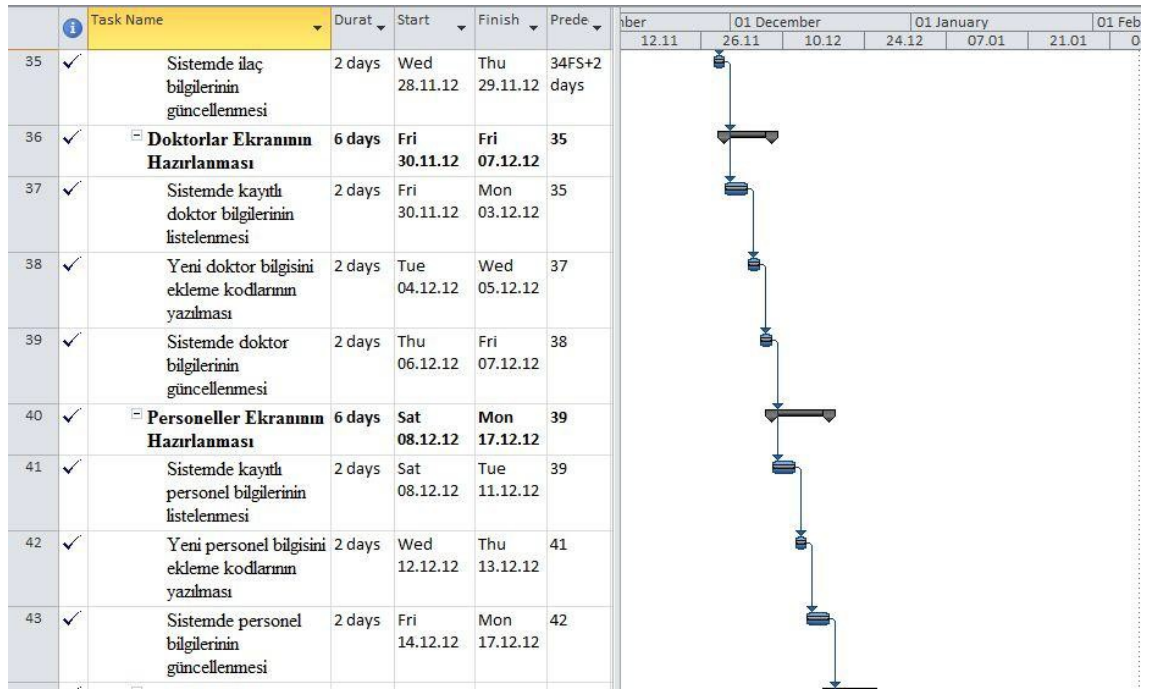 Task Name Durat Start Finish Prede
ıber 01 December 01 January 01 Feb
12.11 26.11 10.12 24.12 07.01 21.01 0
35 Sistemde ilaç 2 days Wed Thu 34FS+2
bilgilerinin 28.11.12 29.11.12 days
güncellenmesi
36 Doktorlar Ekranının 6 days Fri Fri 35
Hazırlanması 30.11.12 07.12.12
37 Sistemde kayıtlı 2 days Fri Mon 35
doktor bilgilerinin 30.11.12 03.12.12
listelenmesi
38 Yeni doktor bilgisini 2 days Tue Wed 37
ekleme kodlarının 04.12.12 05.12.12
yazılması
39 Sistemde doktor 2 days Thu Fri 38
bilgilerinin 06.12.12 07.12.12
güncellenmesi
40 Personeller Ekranının 6 days Sat Mon 39
Hazırlanması 08.12.12 17.12.12
41 Sistemde kayıtlı 2 days Sat Tue 39
personel bilgilerinin 08.12.12 11.12.12
listelenmesi
42 Yeni personel bilgisini 2 days Wed Thu 41
ekleme kodlarının 12.12.12 13.12.12
yazılması
43 Sistemde personel 2 days Fri Mon 42
bilgilerinin 14.12.12 17.12.12
güncellenmesi